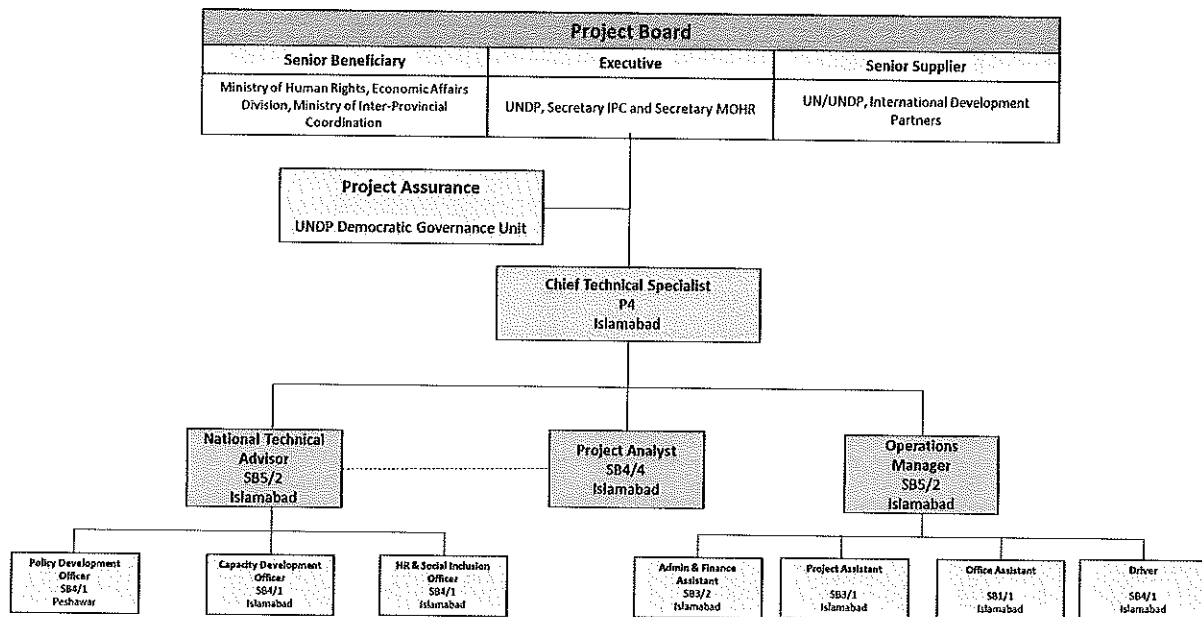 Project Board
Senior Beneficiary
Executive
Senior Supplier
Ministry of Human Rights, Economic Affairs
Division, Ministry of Inter-Provincial
Coordination
UNDP, Secretary IPC and Secretary MOHR
UN/UNDP, International Development
Partners
Project Assurance
UNDP Democratic Governance Unit
Chief Technical Specialist
P4
Islamabad
National Technical
Advisor
SB5/2
Islamabad
Project Analyst
SB4/4
Islamabad
Operations
Manager
SB5/2
Islamabad
Policy Development
Officer
SB4/1
Peshawar
Capacity Development
Officer
SB4/1
Islamabad
HR & Social Inclusion
Officer
SB4/1
Islamabad
Admin & Finance
Assistant
SB3/2
Islamabad
Project Assistant
SB3/1
Islamabad
Office Assistant
SB1/1
Islamabad
Driver
SB4/1
Islamabad